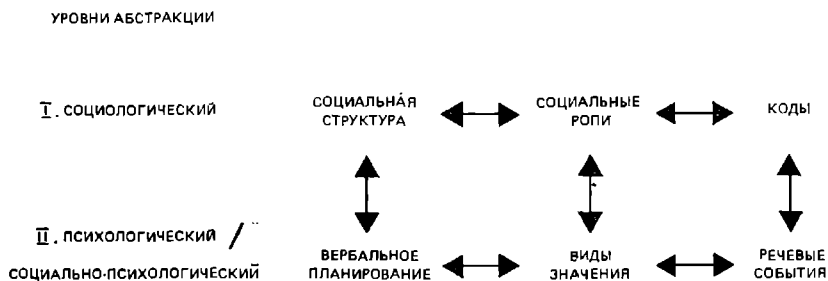 УРОВНИ АБСТРАКЦИИ
I. СОЦИОЛОГИЧЕСКИЙ
СОЦИАЛЬНАЯ
СТРУКТУРА
СОЦИАЛЬНЫЕ
РОПИ
КОДЫ
II. ПСИХОЛОГИЧЕСКИЙ /
СОЦИАЛЬНО-ПСИХОЛОГИЧЕСКИЙ
ВЕРБАЛЬНОЕ
ПЛАНИРОВАНИЕ
ВИДЫ
ЗНАЧЕНИЯ
РЕЧЕВЫЕ
СОБЫТИЯ